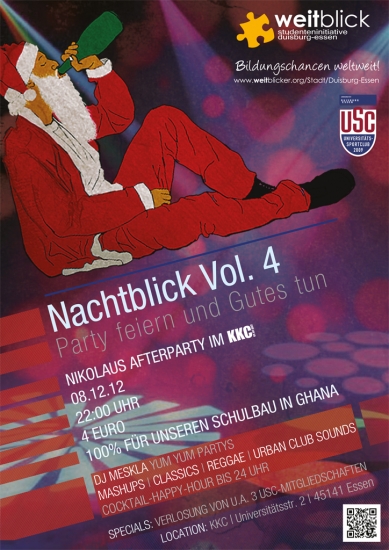 weitblick
studenteninitiative
duisburg-essen
Bildungschancen weltweit!
www.weitblicker.org/Stadt/Duisburg-Essen
USC
UNIVERSITÄTS-
SPORTCLUB
2009
Nachtblick Vol. 4
Party feiern und Gutes tun
NIKOLAUS AFTERPARTY IM KKC
08.12.12
22:00 UHR
4 EURO
100% FÜR UNSEREN SCHULBAU IN GHANA
DJ MESKLA YUM YUM PARTYS
MASHUPS | CLASSICS | REGGAE | URBAN CLUB SOUNDS
COCKTAIL-HAPPY-HOUR BIS 24 UHR
SPECIALS: VERLOSUNG VON U.A. 3 USC-MITGLIEDSCHAFTEN
LOCATION: KKC | Universitätsstr. 2 | 45141 Essen